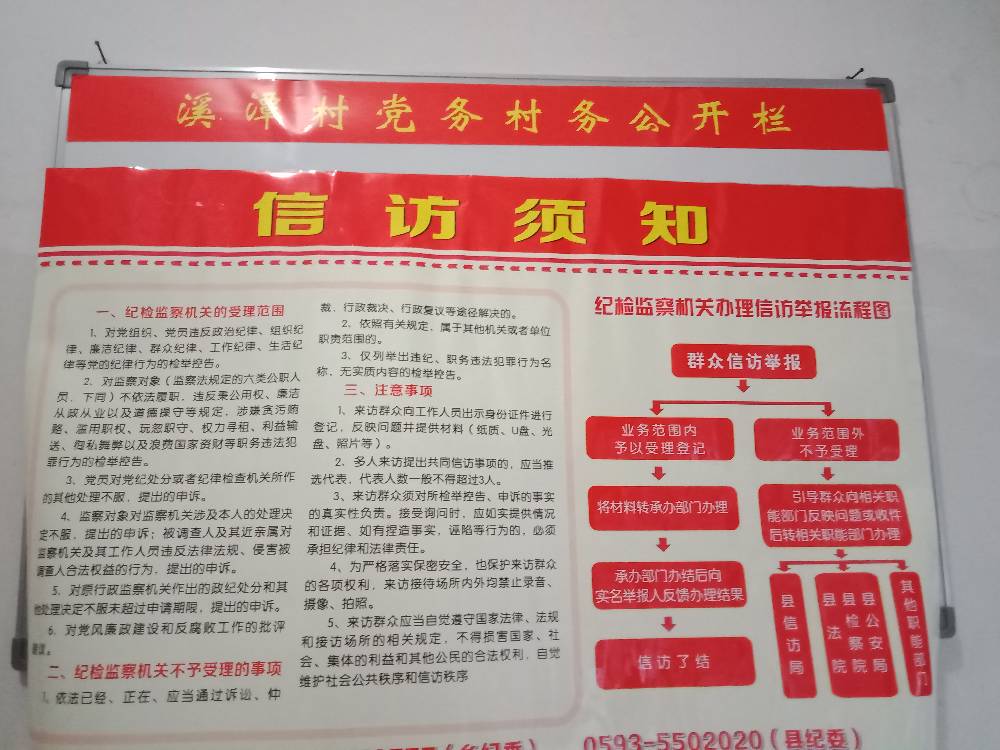 溪潭村党务村务公开栏
信访须知
一、纪检监察机关的受理范围
1、对党组织、党员违反政治纪律、组织纪
律、廉洁纪律、群众纪律、工作纪律、生活纪
律等党的纪律行为的检举控告。
2、对监察对象（监察法规定的六类公职人
员，下同）不依法履职，违反秉公用权、廉洁
从政从业以及道德操守等规定，涉嫌贪污贿
赂、滥用职权、玩忽职守、权力寻租、利益输
送、徇私舞弊以及浪费国家资财等职务违法犯
罪行为的检举控告。
3、党员对党纪处分或者纪律检查机关所作
的其他处理不服，提出的申诉。
4、监察对象对监察机关涉及本人的处理决
定不服，提出的申诉；被调查人及其近亲属对
监察机关及其工作人员违反法律法规、侵害被
调查人合法权益的行为，提出的申诉。
5、对原行政监察机关作出的政纪处分和其
他处理决定不服未超过申请期限，提出的申诉。
6、对党风廉政建设和反腐败工作的批评
建议。
二、纪检监察机关不予受理的事项
1、依法已经、正在、应当通过诉讼、仲
裁、行政裁决、行政复议等途径解决的。
2、依照有关规定，属于其他机关或者单位
职责范围的。
3、仅列举出违纪、职务违法犯罪行为名
称，无实质内容的检举控告。
三、注意事项
1、来访群众向工作人员出示身份证件进行
登记，反映问题并提供材料（纸质、U盘、光
盘、照片等）。
2、多人来访提出共同信访事项的，应当推
选代表，代表人数一般不得超过3人。
3、来访群众须对所检举控告、申诉的事实
的真实性负责。接受询问时，应如实提供情况
和证据，如有捏造事实，诬陷等行为的，必须
承担纪律和法律责任。
4、为严格落实保密安全，也保护来访群众
的各项权利，来访接待场所内外均禁止录音、
摄像、拍照。
5、来访群众应当自觉遵守国家法律、法规
和接访场所的相关规定，不得损害国家、社
会、集体的利益和其他公民的合法权利，自觉
维护社会公共秩序和信访秩序
纪检监察机关办理信访举报流程图
群众信访举报
业务范围内
予以受理登记
业务范围外
不予受理
将材料转承办部门办理
引导群众向相关职
能部门反映问题或收件
后转相关职能部门办理
承办部门办结后向
实名举报人反馈办理结果
信访了结
县信访局
县法院
县检察院
县公安局
其他职能部门
0593-5502020（县纪委）